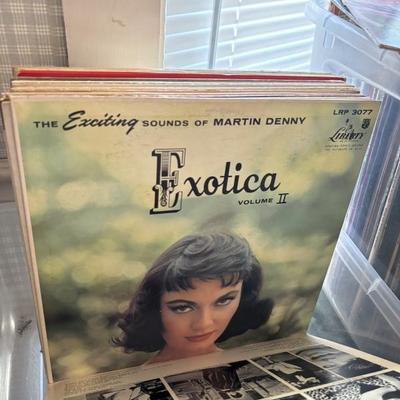 THE Exciting SOUNDS OF MARTIN DENNY
LRP 3077
Liberty
Exotica
VOLUME II